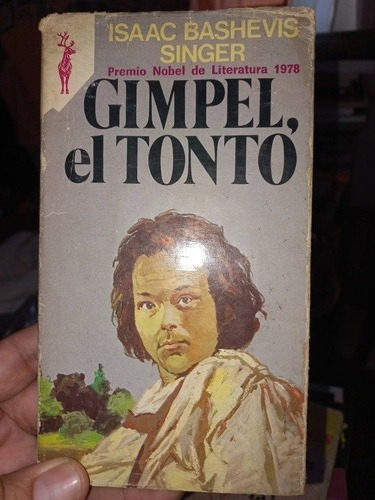 ISAAC BASHEVIS
SINGER
Premio Nobel de Literatura 1978
GIMPEL,
el TONTO